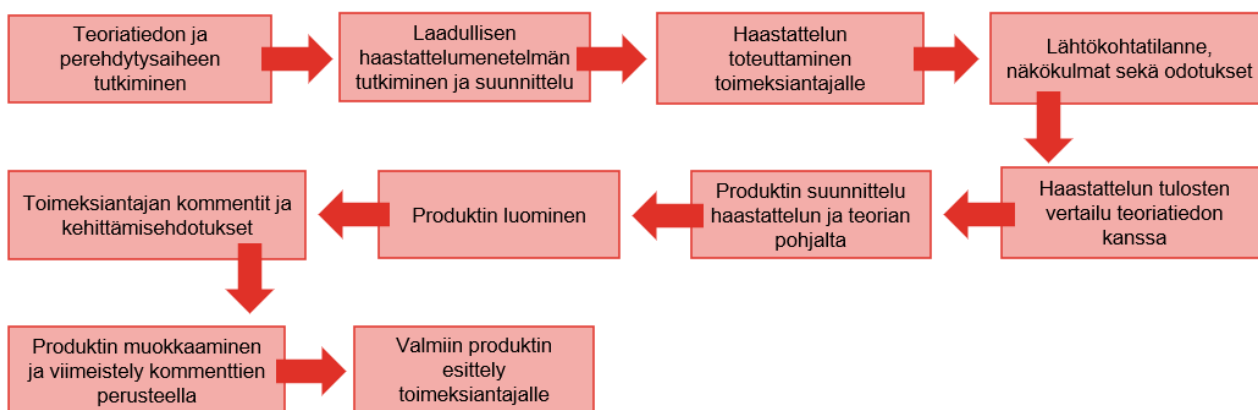 Teoriatiedon ja
perehdytysaiheen
tutkiminen
Laadullisen
haastattelumenetelmän
tutkiminen ja suunnittelu
Haastattelun
toteuttaminen
toimeksiantajalle
Lähtökohtatilanne,
näkökulmat sekä odotukset
Haastattelun tulosten
vertailu teoriatiedon
kanssa
Produktin suunnittelu
haastattelun ja teorian
pohjalta
Produktin luominen
Toimeksiantajan kommentit ja
kehittämisehdotukset
Produktin muokkaaminen
ja viimeistely kommenttien
perusteella
Valmiin produktin
esittely
toimeksiantajalle